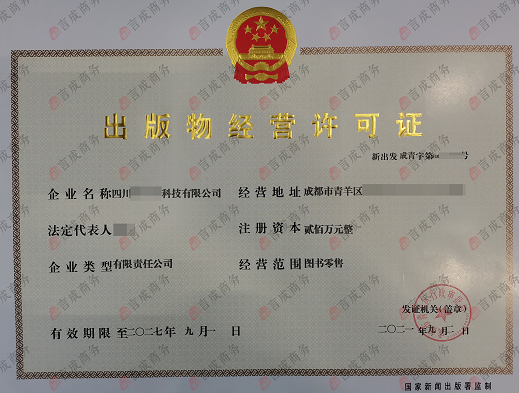 出版物经营许可证
新出发 成青字第 号
企业名称 四川 科技有限公司
经营地址 成都市青羊区
法定代表人
注册资本 贰佰万元整
企业类型 有限责任公司
经营范围 图书零售
发证机关(盖章)
有效期限 至二〇二七年 九月一 日
二〇二一 年 九 月 二 日
国家新闻出版署监制
百成商务